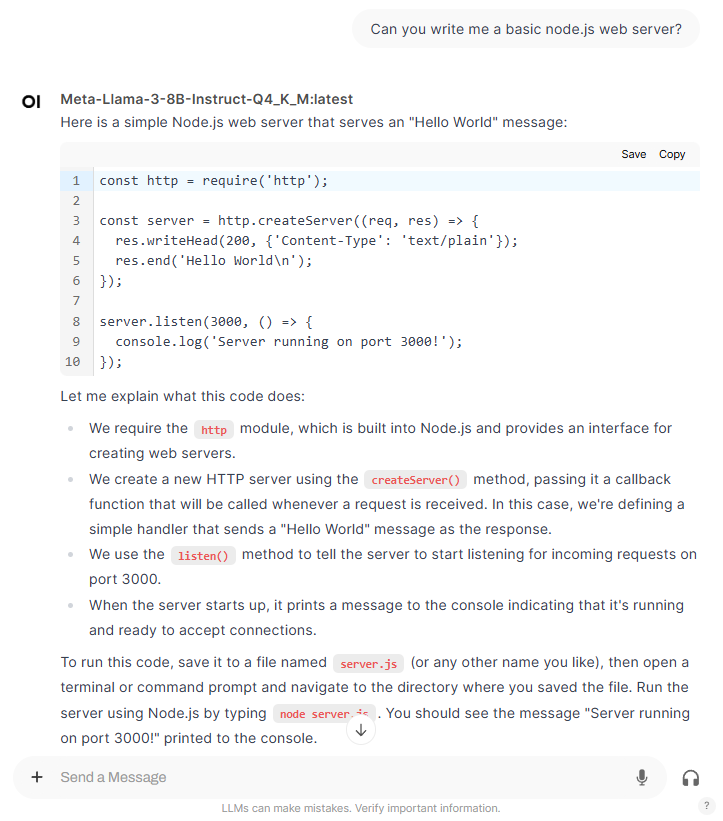 Can you write me a basic node.js web server?
OI Meta-Llama-3-8B-Instruct-Q4_K_M:latest
Here is a simple Node.js web server that serves an "Hello World" message:
Save Copy
1 const http = require('http');
2
3 const server = http.createServer((req, res) => {
4   res.writeHead(200, {'Content-Type': 'text/plain'});
5   res.end('Hello World\n');
6 });
7
8 server.listen(3000, () => {
9   console.log('Server running on port 3000!');
10 });
Let me explain what this code does:
• We require the http module, which is built into Node.js and provides an interface for
creating web servers.
• We create a new HTTP server using the createServer() method, passing it a callback
function that will be called whenever a request is received. In this case, we're defining a
simple handler that sends a "Hello World" message as the response.
• We use the listen() method to tell the server to start listening for incoming requests on
port 3000.
• When the server starts up, it prints a message to the console indicating that it's running
and ready to accept connections.
To run this code, save it to a file named server.js (or any other name you like), then open a
terminal or command prompt and navigate to the directory where you saved the file. Run the
server using Node.js by typing node server.js . You should see the message "Server running
on port 3000!" printed to the console.
+ Send a Message
LLMs can make mistakes. Verify important information.
?